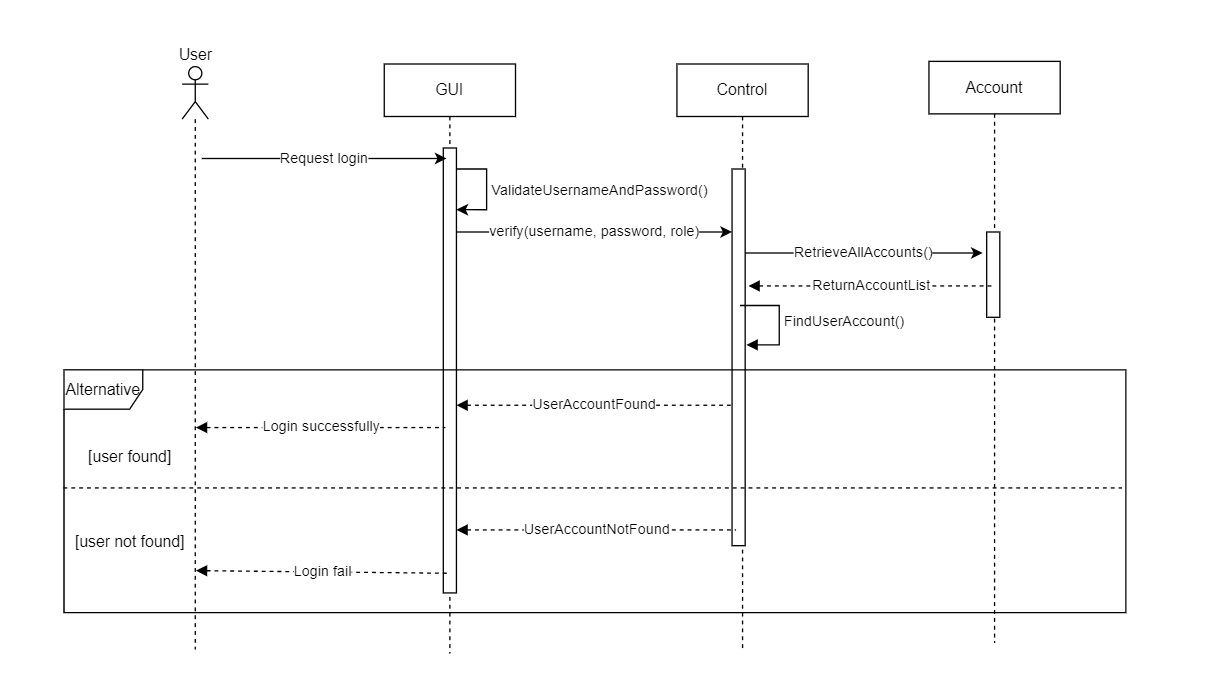 User
GUI
Control
Account
Request login
ValidateUsernameAndPassword()
verify(username, password, role)
RetrieveAllAccounts()
ReturnAccountList
FindUserAccount()
Alternative
UserAccountFound
Login successfully
[user found]
UserAccountNotFound
[user not found]
Login fail